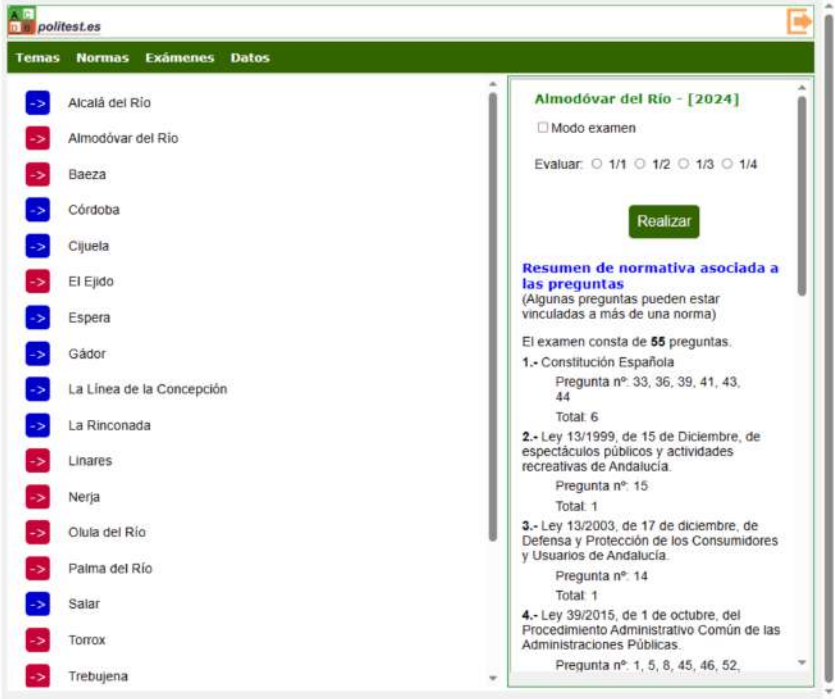 A C
D B politest.es
Temas Normas Exámenes Datos
-> Alcalá del Río
-> Almodóvar del Río
-> Baeza
-> Córdoba
-> Cijuela
-> El Ejido
-> Espera
-> Gádor
-> La Línea de la Concepción
-> La Rinconada
-> Linares
-> Nerja
-> Olula del Río
-> Palma del Río
-> Salar
-> Torrox
-> Trebujena
Almodóvar del Río - [2024]
Modo examen
Evaluar: 1/1 1/2 1/3 1/4
Realizar
Resumen de normativa asociada a
las preguntas
(Algunas preguntas pueden estar
vinculadas a más de una norma)
El examen consta de 55 preguntas.
1.- Constitución Española
Pregunta nº: 33, 36, 39, 41, 43,
44
Total: 6
2.- Ley 13/1999, de 15 de Diciembre, de
espectáculos públicos y actividades
recreativas de Andalucía.
Pregunta nº: 15
Total: 1
3.- Ley 13/2003, de 17 de diciembre, de
Defensa y Protección de los Consumidores
y Usuarios de Andalucía.
Pregunta nº: 14
Total: 1
4.- Ley 39/2015, de 1 de octubre, del
Procedimiento Administrativo Común de las
Administraciones Públicas.
Pregunta nº: 1, 5, 8, 45, 46, 52,